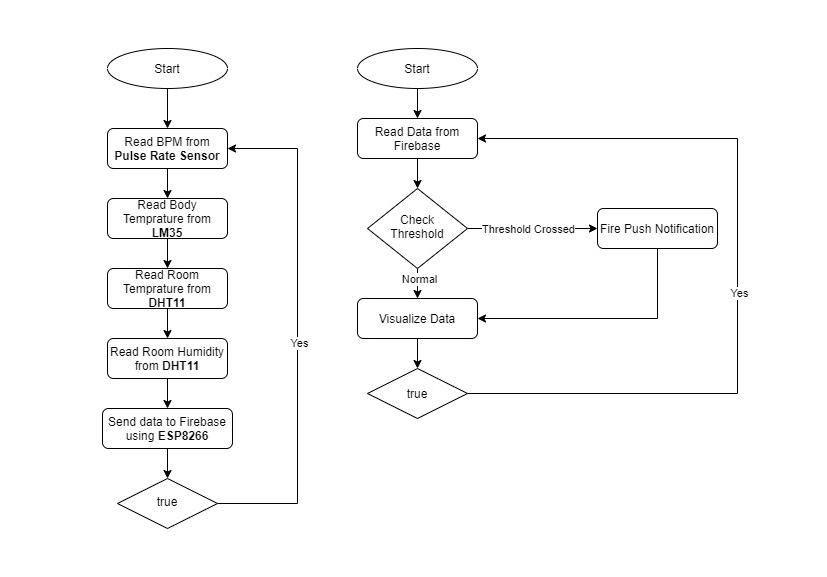 Start
Read BPM from
Pulse Rate Sensor
Read Body
Temprature from
LM35
Read Room
Temprature from
DHT11
Read Room Humidity
from DHT11
Send data to Firebase
using ESP8266
true
Yes
Start
Read Data from
Firebase
Check
Threshold
Threshold Crossed
Fire Push Notification
Normal
Visualize Data
true
Yes